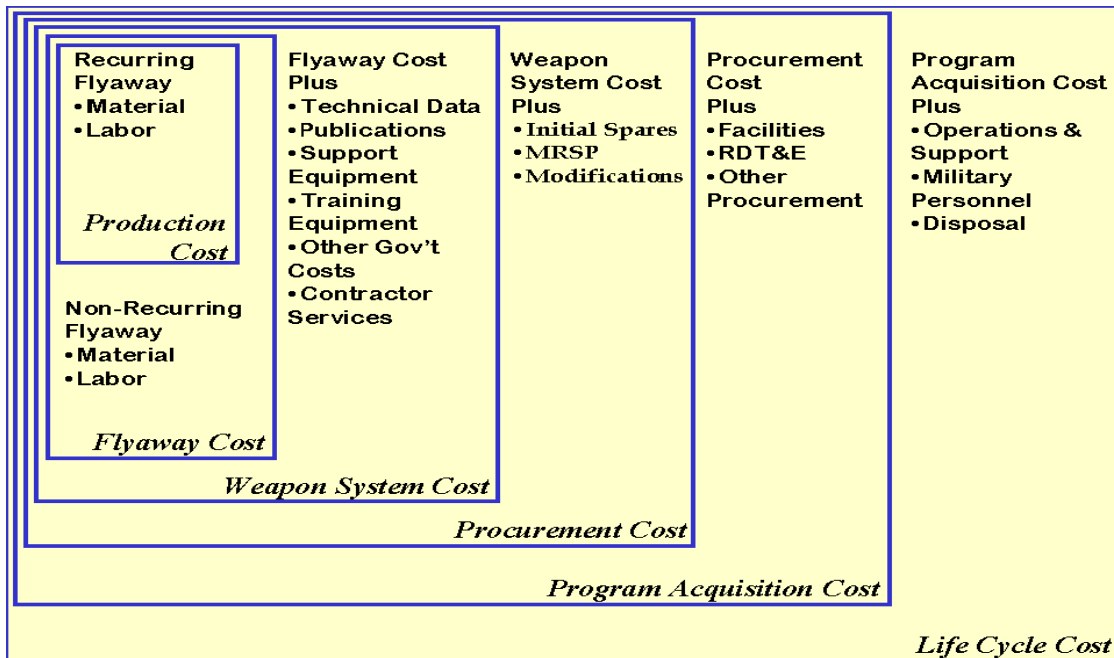 Recurring
Flyaway
•Material
•Labor
Production
Cost
Non-Recurring
Flyaway
•Material
•Labor
Flyaway Cost
Flyaway Cost
Plus
•Technical Data
•Publications
•Support
Equipment
•Training
Equipment
•Other Gov't
Costs
•Contractor
Services
Weapon System Cost
Weapon
System Cost
Plus
•Initial Spares
•MRSP
•Modifications
Procurement Cost
Procurement
Cost
Plus
•Facilities
•RDT&E
•Other
Procurement
Program Acquisition Cost
Program
Acquisition Cost
Plus
•Operations &
Support
•Military
Personnel
•Disposal
Life Cycle Cost